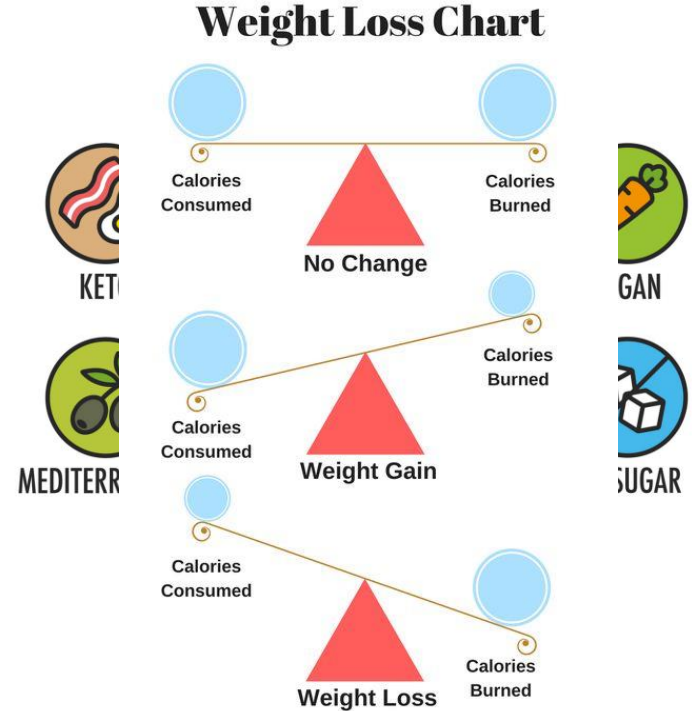 Weight Loss Chart
Calories
Consumed
Calories
Burned
No Change
KET
GAN
Calories
Burned
Calories
Consumed
Weight Gain
MEDITERR
SUGAR
Calories
Consumed
Calories
Burned
Weight Loss